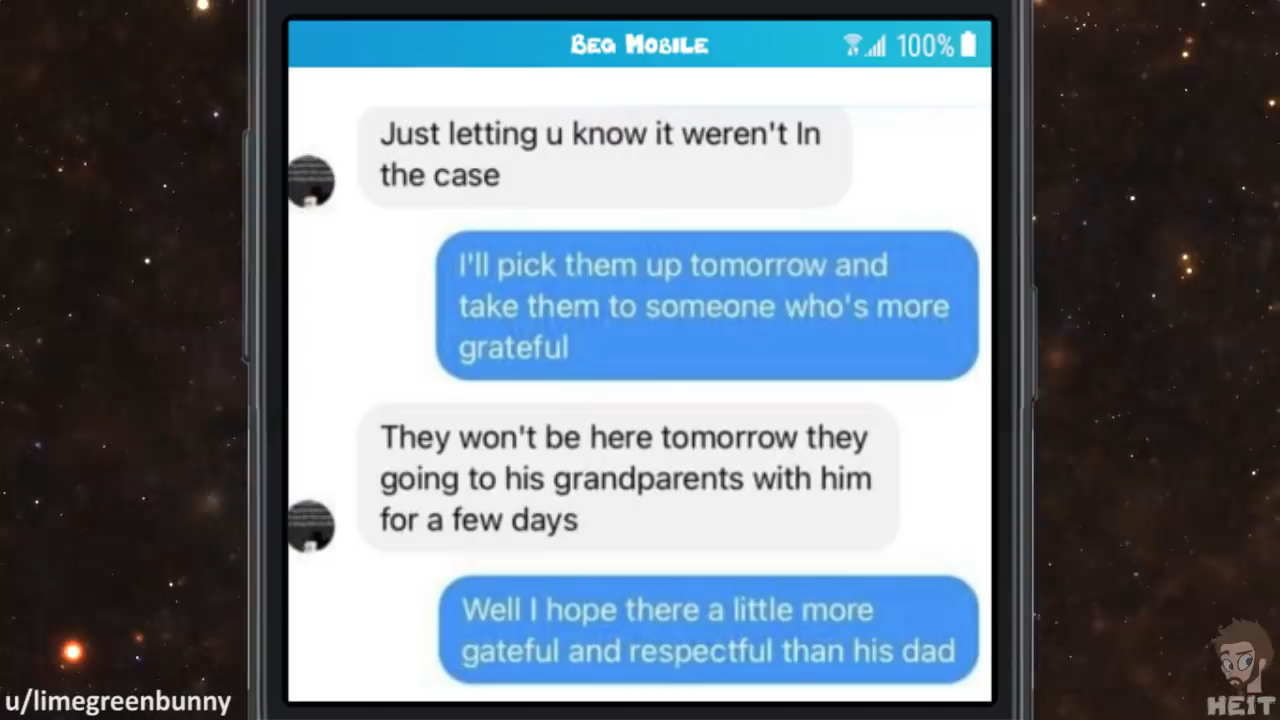 BEG MOBILE
100%
Just letting u know it weren't In
the case
I'll pick them up tomorrow and
take them to someone who's more
grateful
They won't be here tomorrow they
going to his grandparents with him
for a few days
Well I hope there a little more
gateful and respectful than his dad
u/limegreenbunny
HEIT